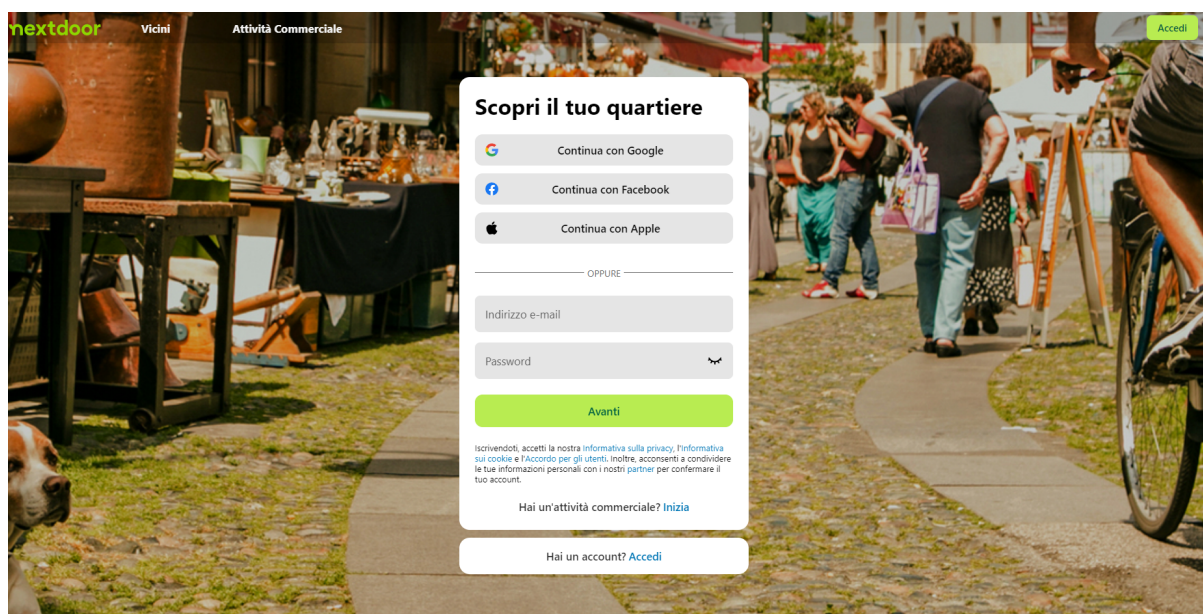 nextdoor Vicini Attività Commerciale Accedi
Scopri il tuo quartiere
Continua con Google
Continua con Facebook
Continua con Apple
OPPURE
Indirizzo e-mail
Password
Avanti
Iscrivendoti, accetti la nostra Informativa sulla privacy, l'Informativa
sui cookie e l'Accordo per gli utenti. Inoltre, acconsenti a condividere
le tue informazioni personali con i nostri partner per confermare il
tuo account.
Hai un'attività commerciale? Inizia
Hai un account? Accedi